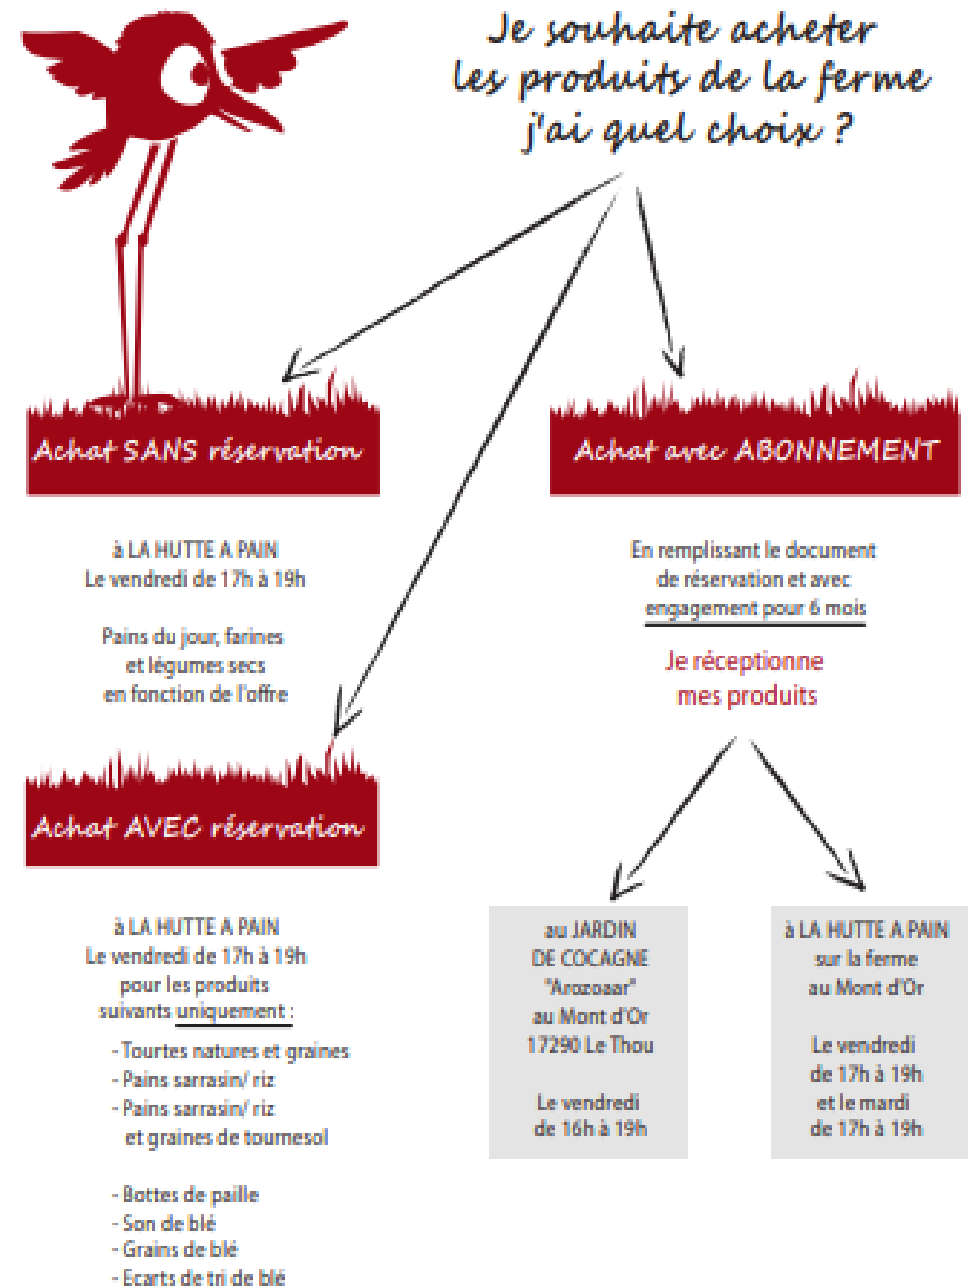 Je souhaite acheter
les produits de la ferme
j'ai quel choix ?
Achat SANS réservation
à LA HUTTE A PAIN
Le vendredi de 17h à 19h
Pains du jour, farines
et légumes secs
en fonction de l'offre
Achat AVEC réservation
à LA HUTTE A PAIN
Le vendredi de 17h à 19h
pour les produits
suivants uniquement :
- Tourtes natures et graines
- Pains sarrasin/ riz
- Pains sarrasin/ riz
et graines de tournesol
- Bottes de paille
- Son de blé
- Grains de blé
- Ecarts de tri de blé
Achat avec ABONNEMENT
En remplissant le document
de réservation et avec
engagement pour 6 mois
Je réceptionne
mes produits
au JARDIN
DE COCAGNE
"Arozoaar"
au Mont d'Or
17290 Le Thou
Le vendredi
de 16h à 19h
à LA HUTTE A PAIN
sur la ferme
au Mont d'Or
Le vendredi
de 17h à 19h
et le mardi
de 17h à 19h